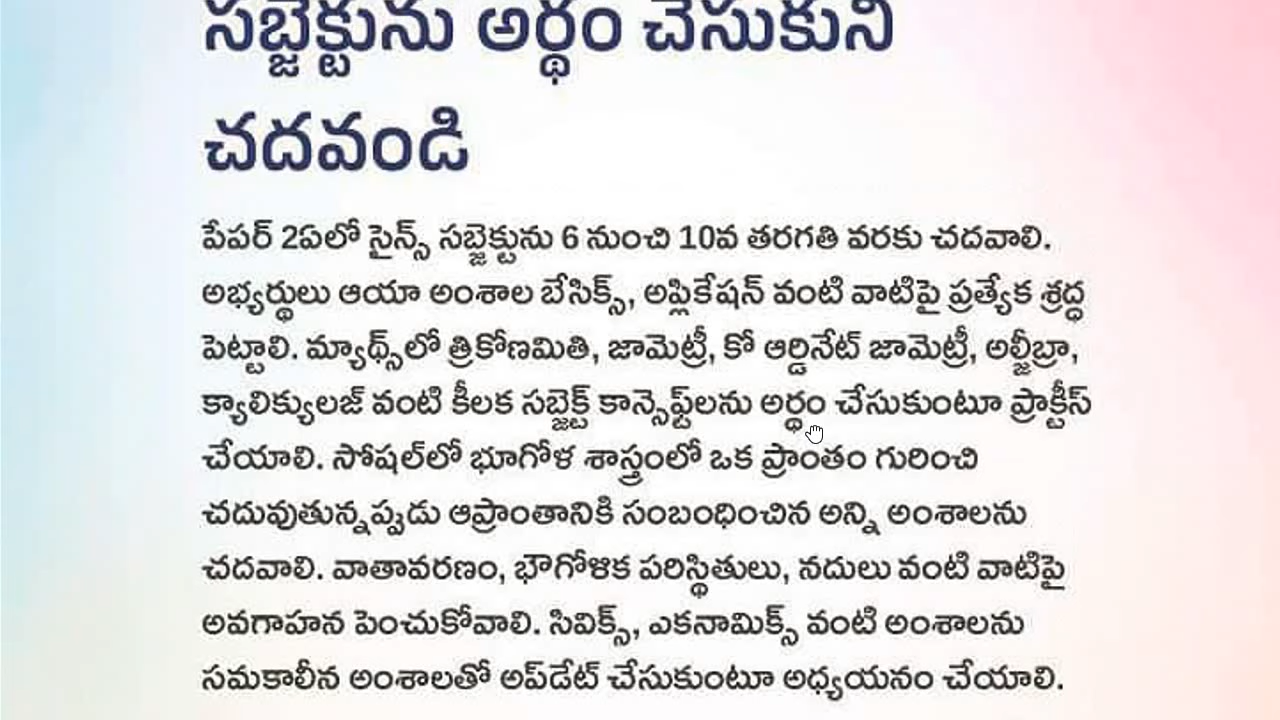 సబ్జెక్టును అర్థం చేసుకుని
చదవండి
పేపర్ 2ఏలో సైన్స్ సబ్జెక్టును 6 నుంచి 10వ తరగతి వరకు చదవాలి.
అభ్యర్థులు ఆయా అంశాల బేసిక్స్, అప్లికేషన్ వంటి వాటిపై ప్రత్యేక శ్రద్ధ
పెట్టాలి. మ్యాథ్స్‌లో త్రికోణమితి, జామెట్రీ, కో ఆర్డినేట్ జామెట్రీ, అల్జీబ్రా,
క్యాలిక్యులజ్ వంటి కీలక సబ్జెక్ట్ కాన్సెప్ట్‌లను అర్థం చేసుకుంటూ ప్రాక్టీస్
చేయాలి. సోషల్‌లో భూగోళ శాస్త్రంలో ఒక ప్రాంతం గురించి
చదువుతున్నప్పుడు ఆప్రాంతానికి సంబంధించిన అన్ని అంశాలను
చదవాలి. వాతావరణం, భౌగోళిక పరిస్థితులు, నదులు వంటి వాటిపై
అవగాహన పెంచుకోవాలి. సివిక్స్, ఎకనామిక్స్ వంటి అంశాలను
సమకాలీన అంశాలతో అప్‌డేట్ చేసుకుంటూ అధ్యయనం చేయాలి.